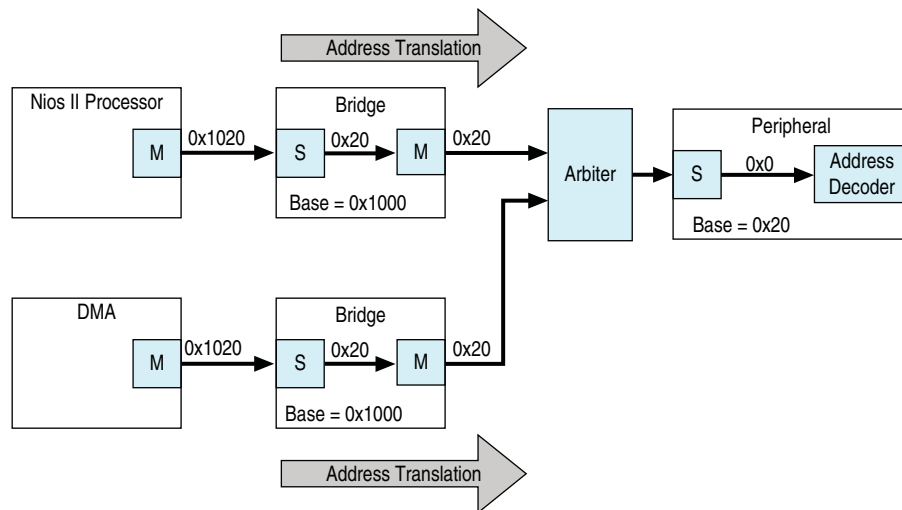 Address Translation
Nios II Processor
M
0x1020
Bridge
S
0x20
M
0x20
Base = 0x1000
Arbiter
Peripheral
S
0x0
Address
Decoder
Base = 0x20
DMA
M
0x1020
Bridge
S
0x20
M
0x20
Base = 0x1000
Address Translation